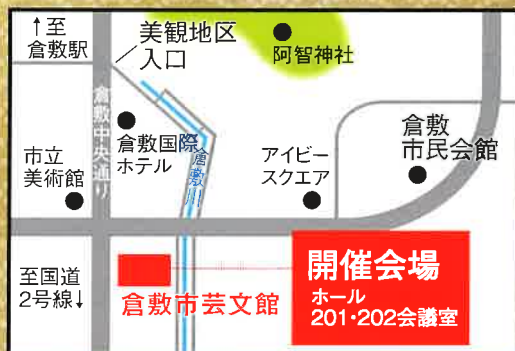 ↑至
倉敷駅
美観地区
入口
阿智神社
倉敷中央通り
倉敷国際
ホテル
倉敷川
市立
美術館
アイビー
スクエア
倉敷
市民会館
至国道
2号線↓
倉敷市芸文館
開催会場
ホール
201・202会議室